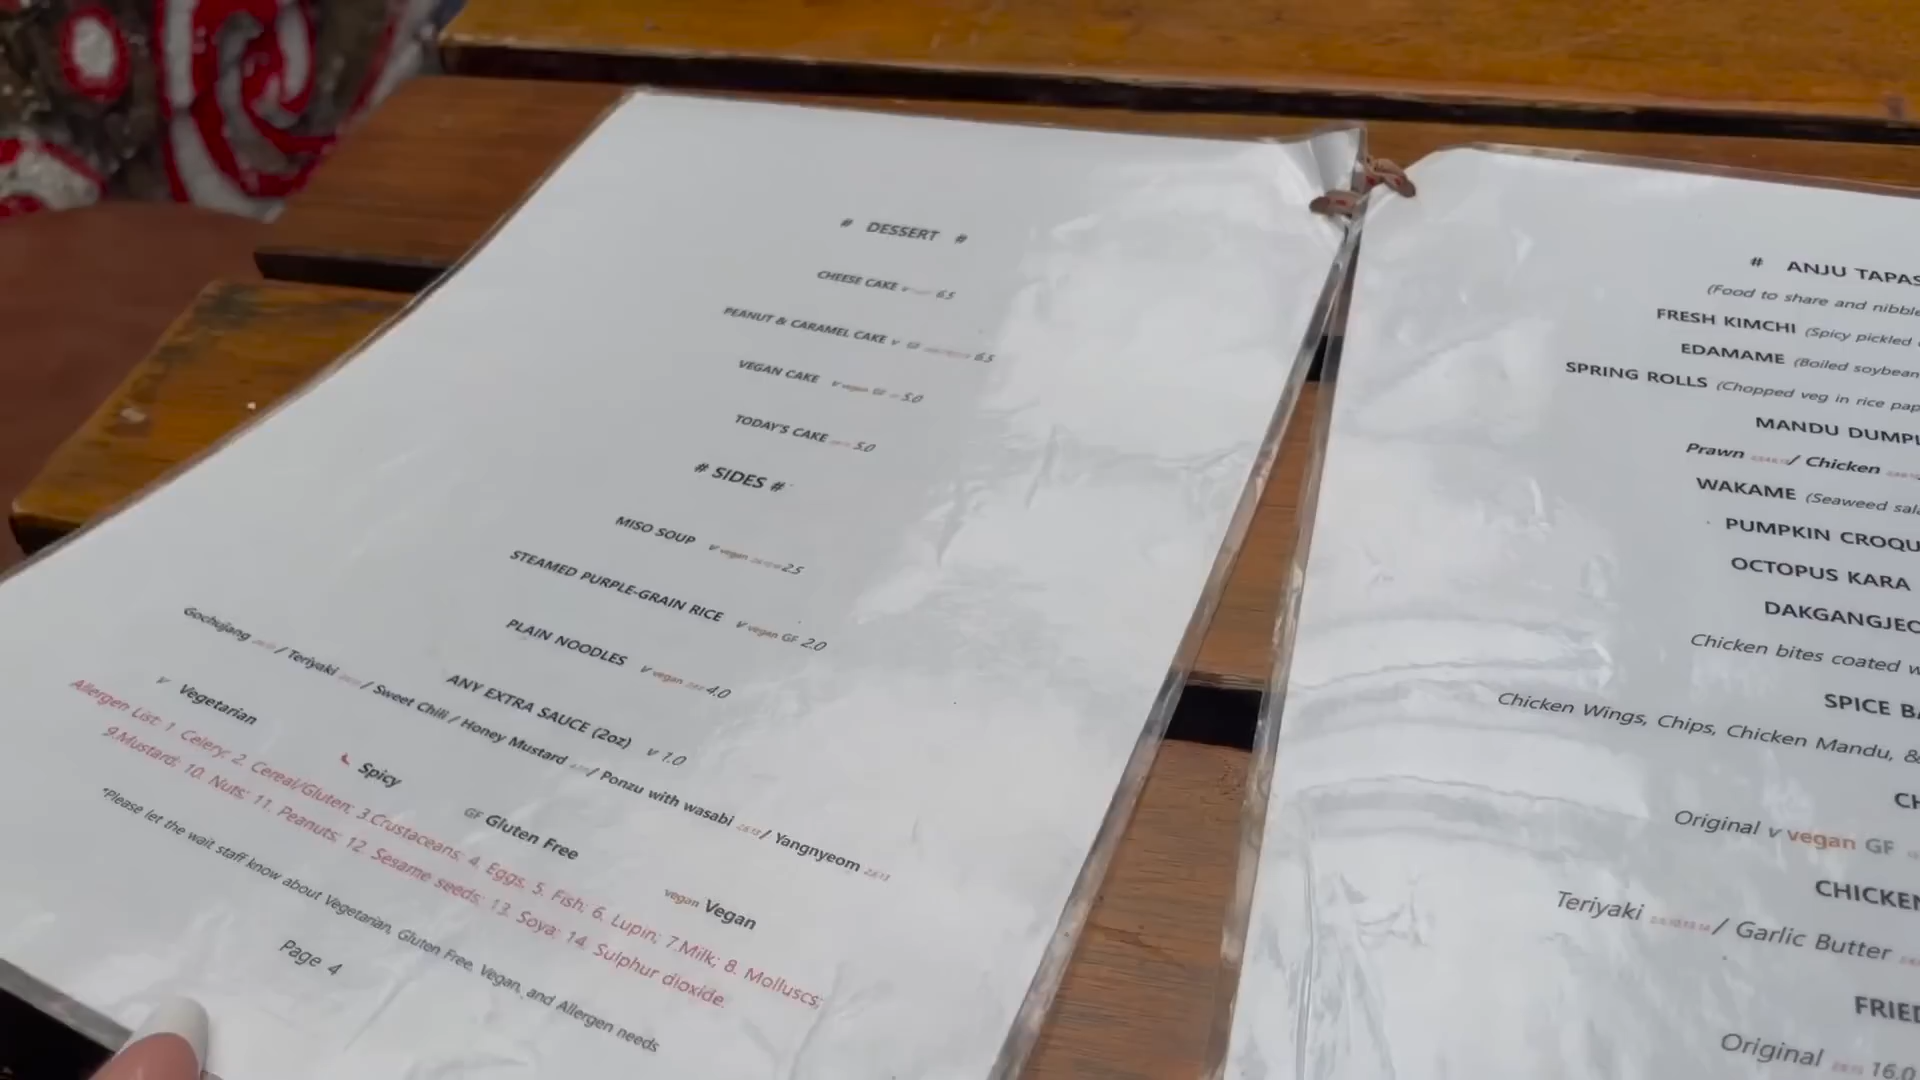 # DESSERT #
CHEESE CAKE v 6.5
PEANUT & CARAMEL CAKE v GF 6.5
VEGAN CAKE v vegan GF 5.0
TODAY'S CAKE 5.0
# SIDES #
MISO SOUP v vegan 2.5
STEAMED PURPLE-GRAIN RICE v vegan GF 2.0
PLAIN NOODLES v vegan 4.0
ANY EXTRA SAUCE (2oz) v 1.0
Gochujang / Teriyaki / Sweet Chili / Honey Mustard / Ponzu with wasabi / Yangnyeom
v Vegetarian
Spicy
GF Gluten Free
vegan Vegan
Allergen List: 1. Celery; 2. Cereal/Gluten; 3.Crustaceans; 4. Eggs; 5. Fish; 6. Lupin; 7.Milk; 8. Molluscs;
9.Mustard; 10. Nuts; 11. Peanuts; 12. Sesame seeds; 13. Soya; 14. Sulphur dioxide.
*Please let the wait staff know about Vegetarian, Gluten Free, Vegan, and Allergen needs
Page 4
# ANJU TAPAS
(Food to share and nibble
FRESH KIMCHI (Spicy pickled
EDAMAME (Boiled soybean
SPRING ROLLS (Chopped veg in rice pap
MANDU DUMPL
Prawn / Chicken
WAKAME (Seaweed sala
PUMPKIN CROQU
OCTOPUS KARA
DAKGANGJEO
Chicken bites coated w
SPICE BA
Chicken Wings, Chips, Chicken Mandu, &
CH
Original v vegan GF
CHICKEN
Teriyaki / Garlic Butter
FRIED
Original 16.0